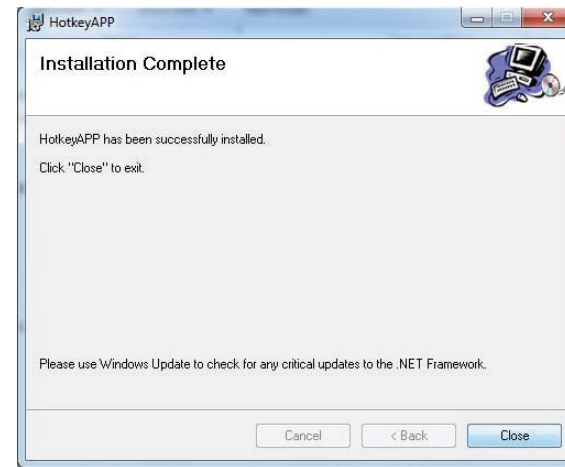 HotkeyAPP
Installation Complete
HotkeyAPP has been successfully installed.
Click "Close" to exit.
Please use Windows Update to check for any critical updates to the .NET Framework.
Cancel
< Back
Close